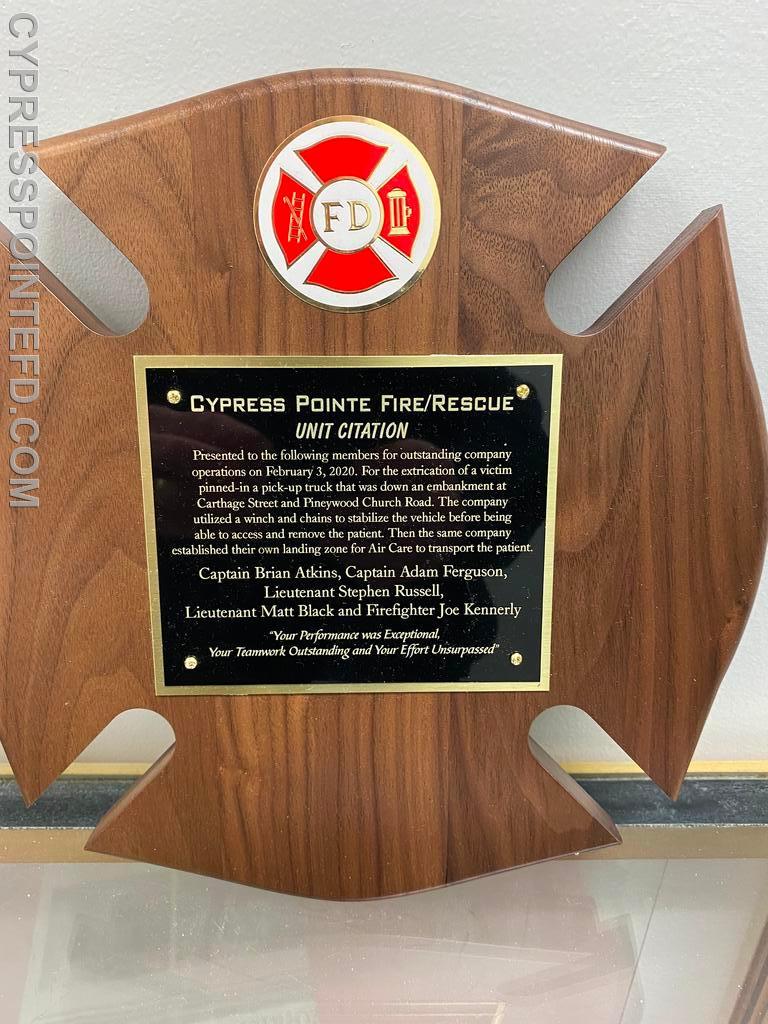 CYPRESSPOINTEFD.COM
FD
CYPRESS POINTE FIRE/RESCUE
UNIT CITATION
Presented to the following members for outstanding company
operations on February 3, 2020. For the extrication of a victim
pinned-in a pick-up truck that was down an embankment at
Carthage Street and Pineywood Church Road. The company
utilized a winch and chains to stabilize the vehicle before being
able to access and remove the patient. Then the same company
established their own landing zone for Air Care to transport the patient.
Captain Brian Atkins, Captain Adam Ferguson,
Lieutenant Stephen Russell,
Lieutenant Matt Black and Firefighter Joe Kennerly
"Your Performance was Exceptional,
Your Teamwork Outstanding and Your Effort Unsurpassed"